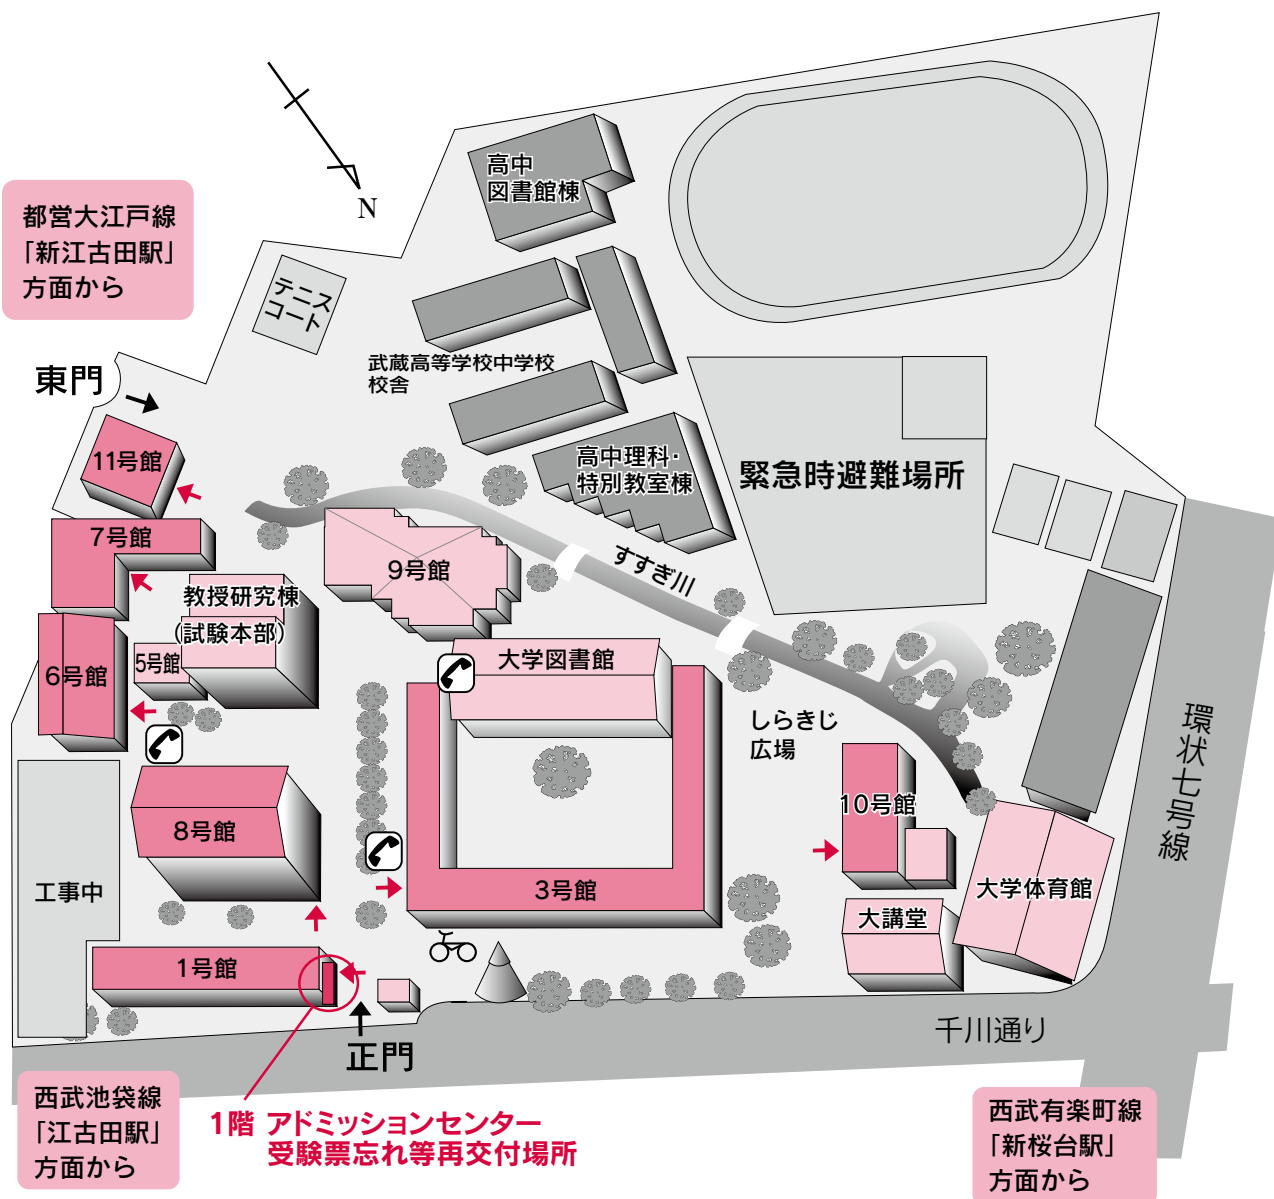 N
高中
図書館棟
都営大江戸線
「新江古田駅」
方面から
テニス
コート
武蔵高等学校中学校
校舎
東門
11号館
高中理科・
特別教室棟
緊急時避難場所
7号館
9号館
すすぎ川
教授研究棟
(試験本部)
5号館
6号館
大学図書館
しらきじ
広場
環状七号線
10号館
8号館
工事中
3号館
大学体育館
大講堂
1号館
千川通り
正門
西武池袋線
「江古田駅」
方面から
1階 アドミッションセンター
受験票忘れ等再交付場所
西武有楽町線
「新桜台駅」
方面から